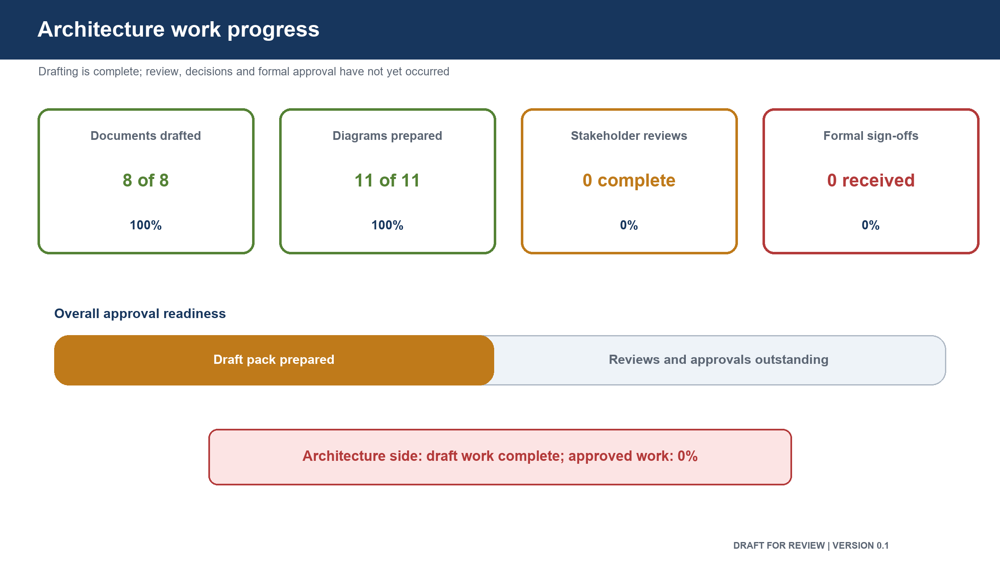 Architecture work progress
Drafting is complete; review, decisions and formal approval have not yet occurred
Documents drafted
8 of 8
100%
Diagrams prepared
11 of 11
100%
Stakeholder reviews
0 complete
0%
Formal sign-offs
0 received
0%
Overall approval readiness
Draft pack prepared
Reviews and approvals outstanding
Architecture side: draft work complete; approved work: 0%
DRAFT FOR REVIEW | VERSION 0.1